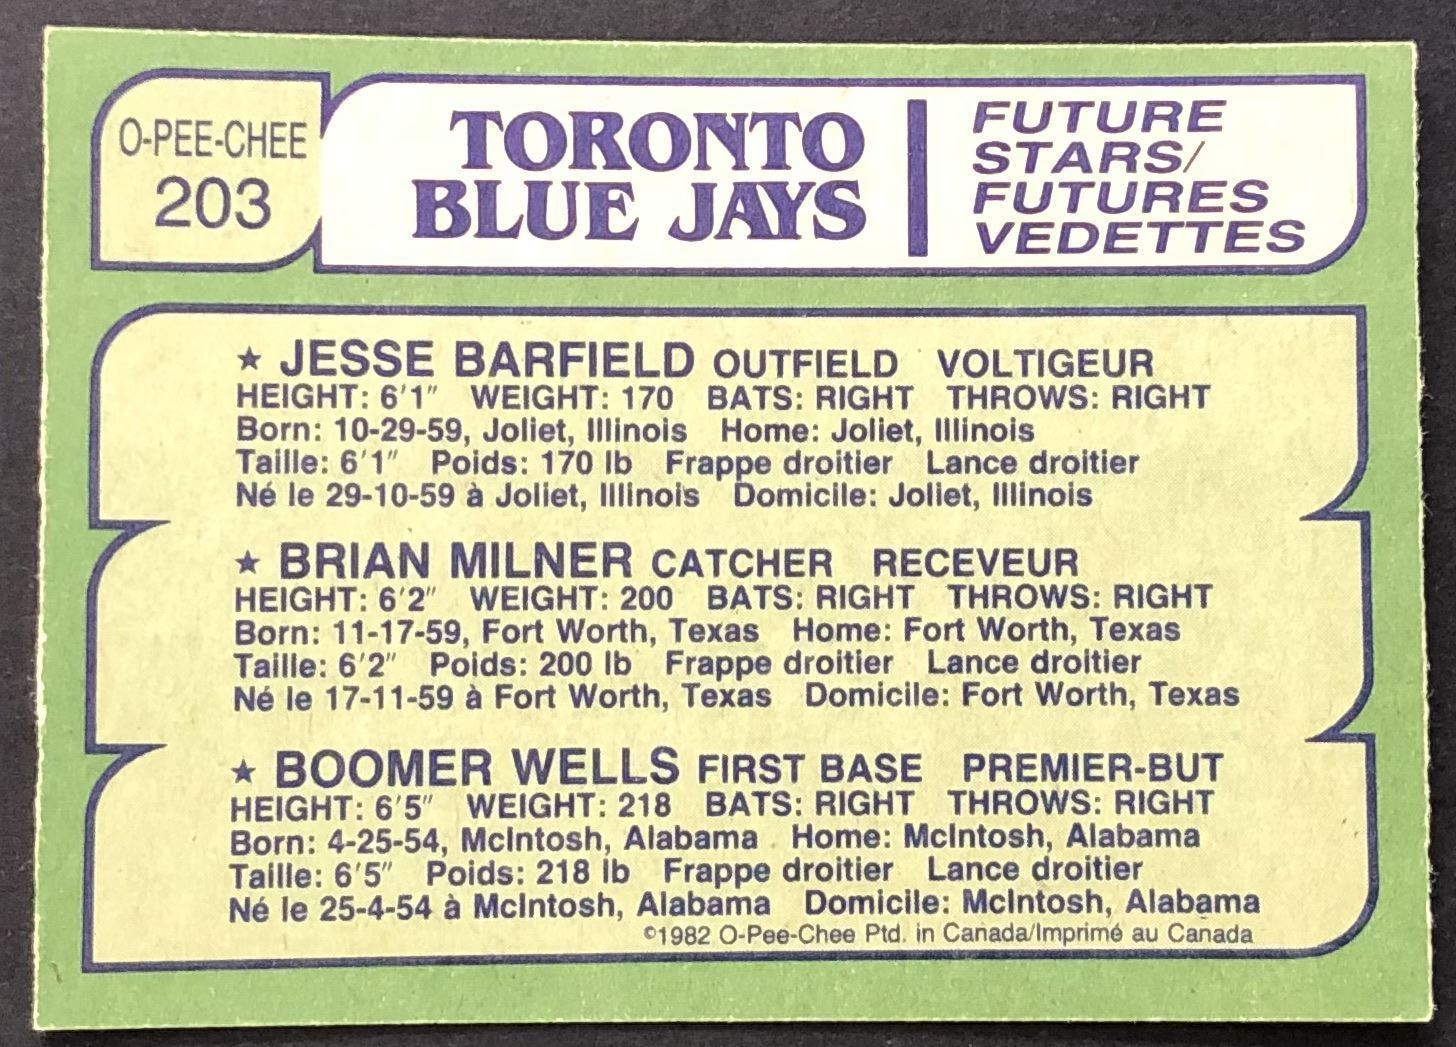 O-PEE-CHEE
203
TORONTO
BLUE JAYS
FUTURE
STARS/
FUTURES
VEDETTES
★ JESSE BARFIELD OUTFIELD VOLTIGEUR
HEIGHT: 6'1" WEIGHT: 170 BATS: RIGHT THROWS: RIGHT
Born: 10-29-59, Joliet, Illinois Home: Joliet, Illinois
Taille: 6'1" Poids: 170 lb Frappe droitier Lance droitier
Né le 29-10-59 à Joliet, Illinois Domicile: Joliet, Illinois
★ BRIAN MILNER CATCHER RECEVEUR
HEIGHT: 6'2" WEIGHT: 200 BATS: RIGHT THROWS: RIGHT
Born: 11-17-59, Fort Worth, Texas Home: Fort Worth, Texas
Taille: 6'2" Poids: 200 lb Frappe droitier Lance droitier
Né le 17-11-59 à Fort Worth, Texas Domicile: Fort Worth, Texas
★ BOOMER WELLS FIRST BASE PREMIER-BUT
HEIGHT: 6'5" WEIGHT: 218 BATS: RIGHT THROWS: RIGHT
Born: 4-25-54, McIntosh, Alabama Home: McIntosh, Alabama
Taille: 6'5" Poids: 218 lb Frappe droitier Lance droitier
Né le 25-4-54 à McIntosh, Alabama Domicile: McIntosh, Alabama
©1982 O-Pee-Chee Ptd. in Canada/Imprimé au Canada